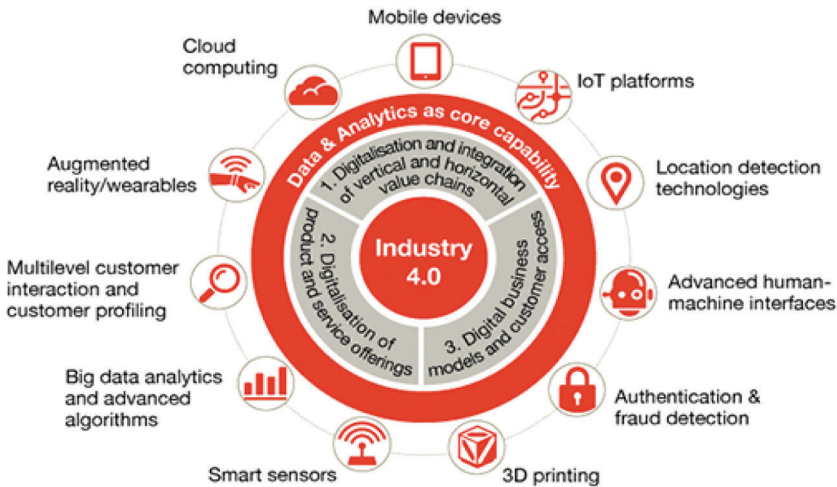 Mobile devices
Cloud
computing
IoT platforms
Data & Analytics as core capability
1. Digitalisation and integration
of vertical and horizontal
value chains
Augmented
reality/wearables
Location detection
technologies
Industry
4.0
2. Digitalisation of
product and service offerings
3. Digital business
models and customer access
Multilevel customer
interaction and
customer profiling
Advanced human-
machine interfaces
Big data analytics
and advanced
algorithms
Authentication &
fraud detection
Smart sensors
3D printing